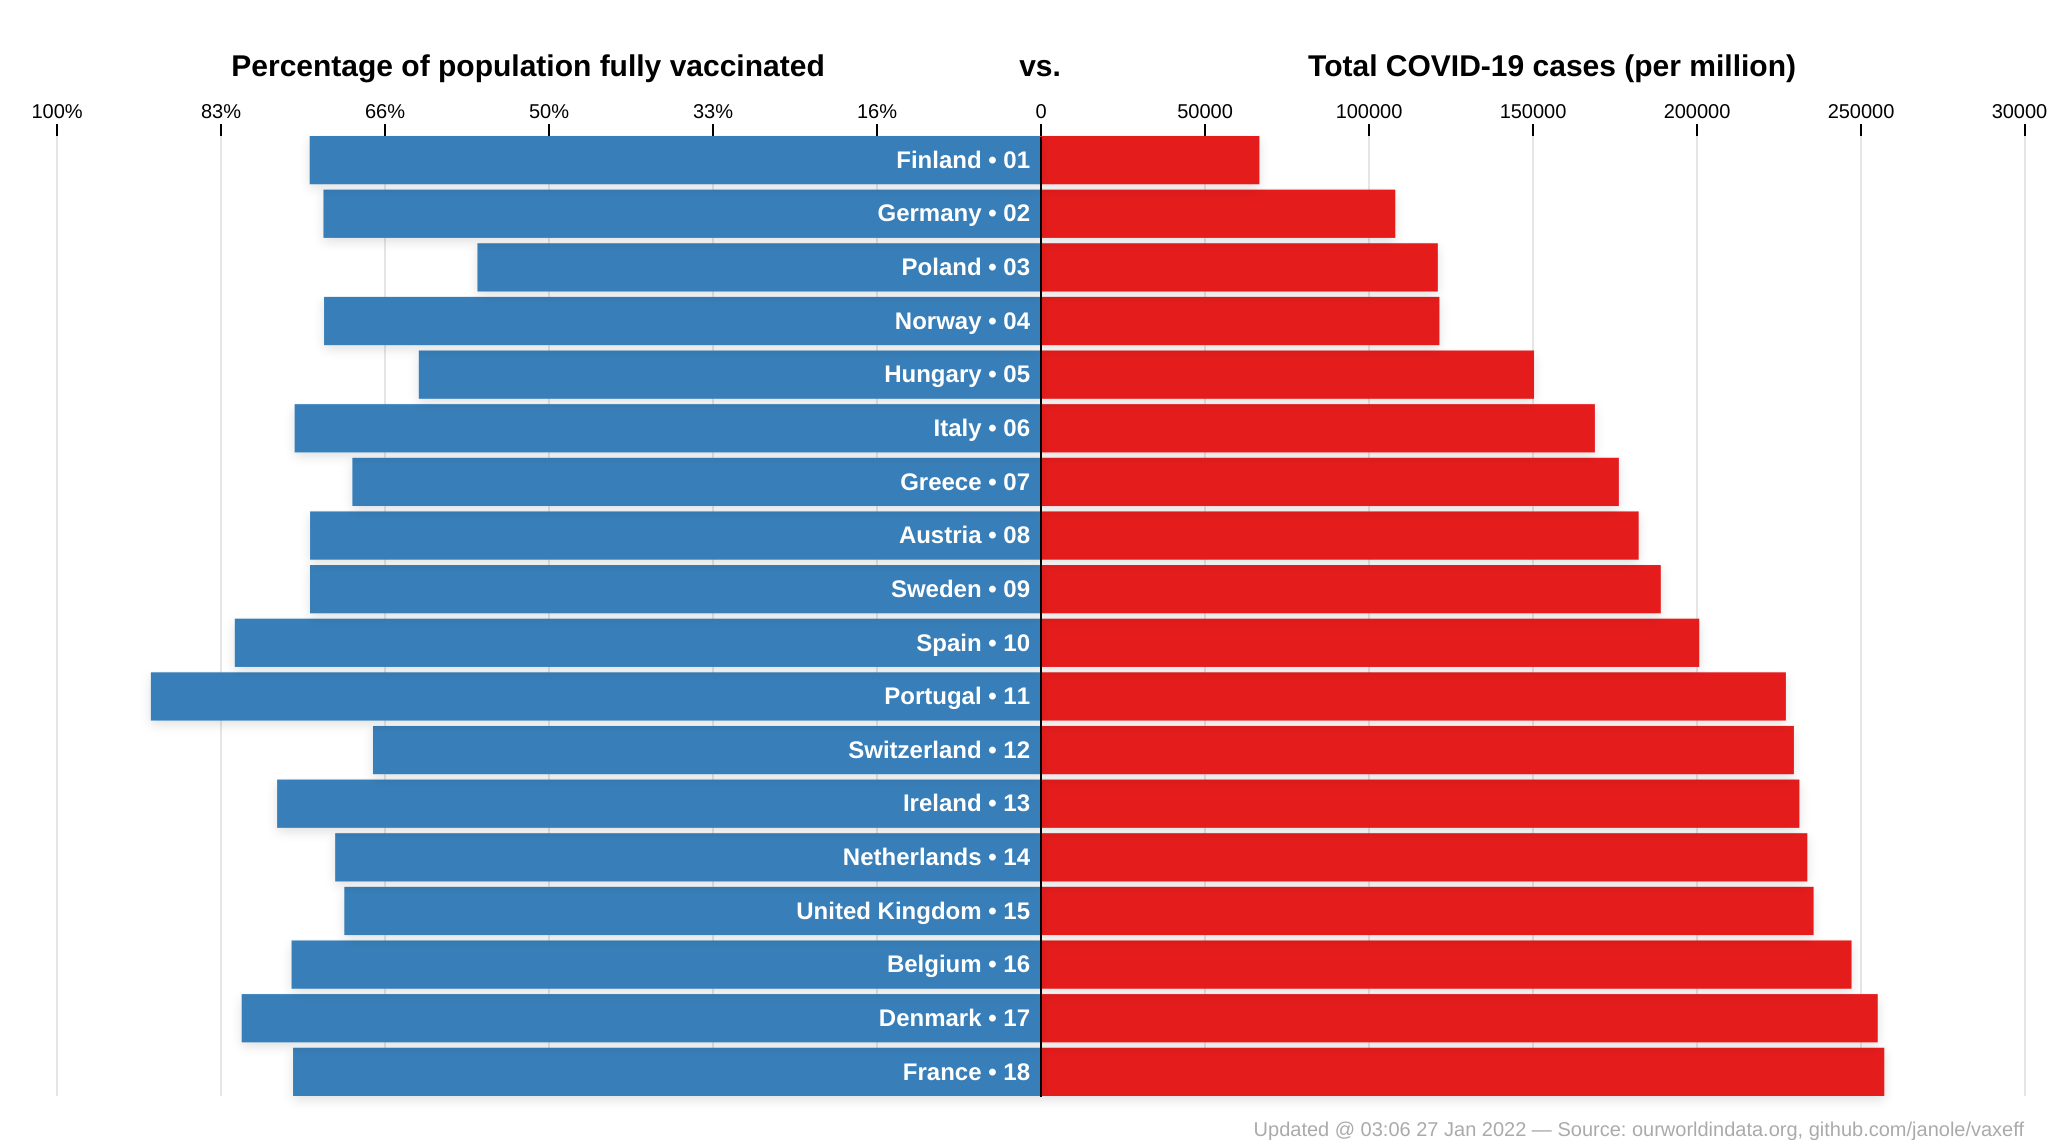 Percentage of population fully vaccinated vs. Total COVID-19 cases (per million)
100% 83% 66% 50% 33% 16% 0 50000 100000 150000 200000 250000 30000
Finland • 01
Germany • 02
Poland • 03
Norway • 04
Hungary • 05
Italy • 06
Greece • 07
Austria • 08
Sweden • 09
Spain • 10
Portugal • 11
Switzerland • 12
Ireland • 13
Netherlands • 14
United Kingdom • 15
Belgium • 16
Denmark • 17
France • 18
Updated @ 03:06 27 Jan 2022 — Source: ourworldindata.org, github.com/janole/vaxeff